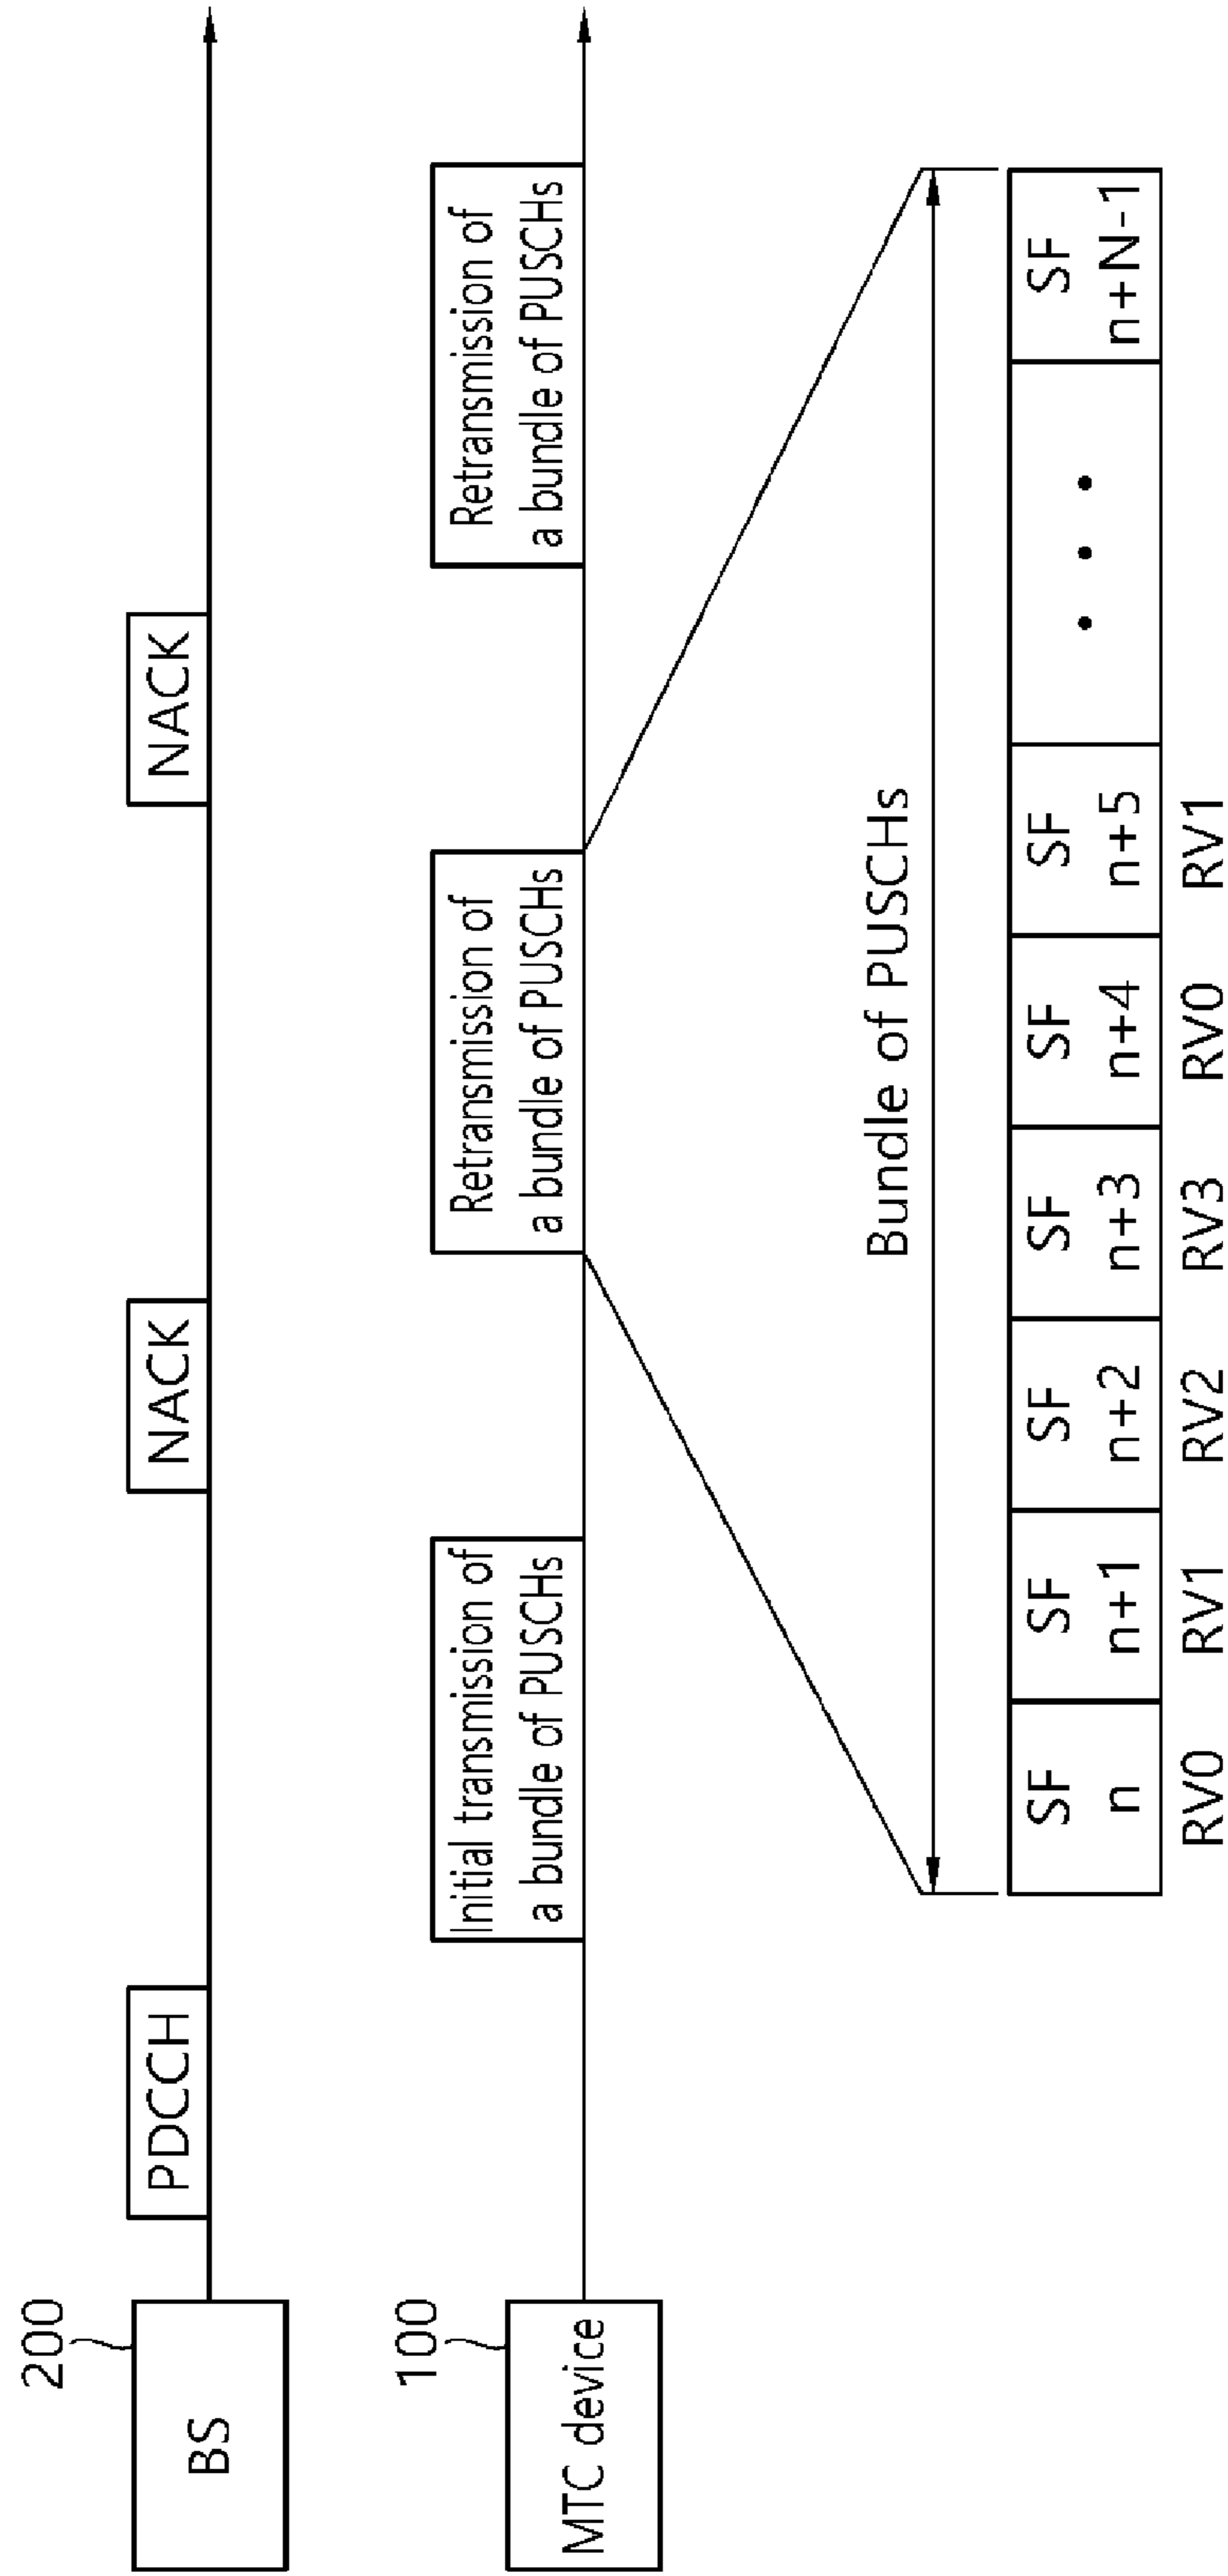 200
BS
PDCCH
NACK
NACK
100
MTC device
Initial transmission of
a bundle of PUSCHs
Retransmission of
a bundle of PUSCHs
Retransmission of
a bundle of PUSCHs
Bundle of PUSCHs
SF
n
SF
n+1
SF
n+2
SF
n+3
SF
n+4
SF
n+5
• • •
SF
n+N-1
RV0
RV1
RV2
RV3
RV0
RV1